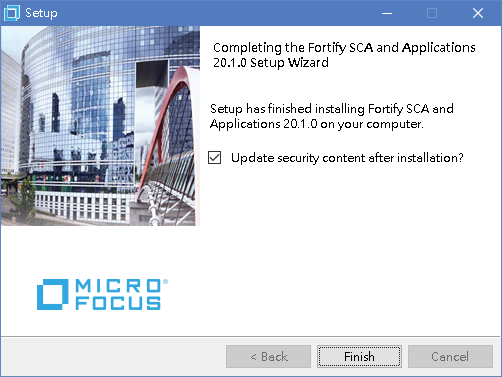 Setup
Completing the Fortify SCA and Applications
20.1.0 Setup Wizard
Setup has finished installing Fortify SCA and
Applications 20.1.0 on your computer.
Update security content after installation?
MICRO®
FOCUS
< Back
Finish
Cancel